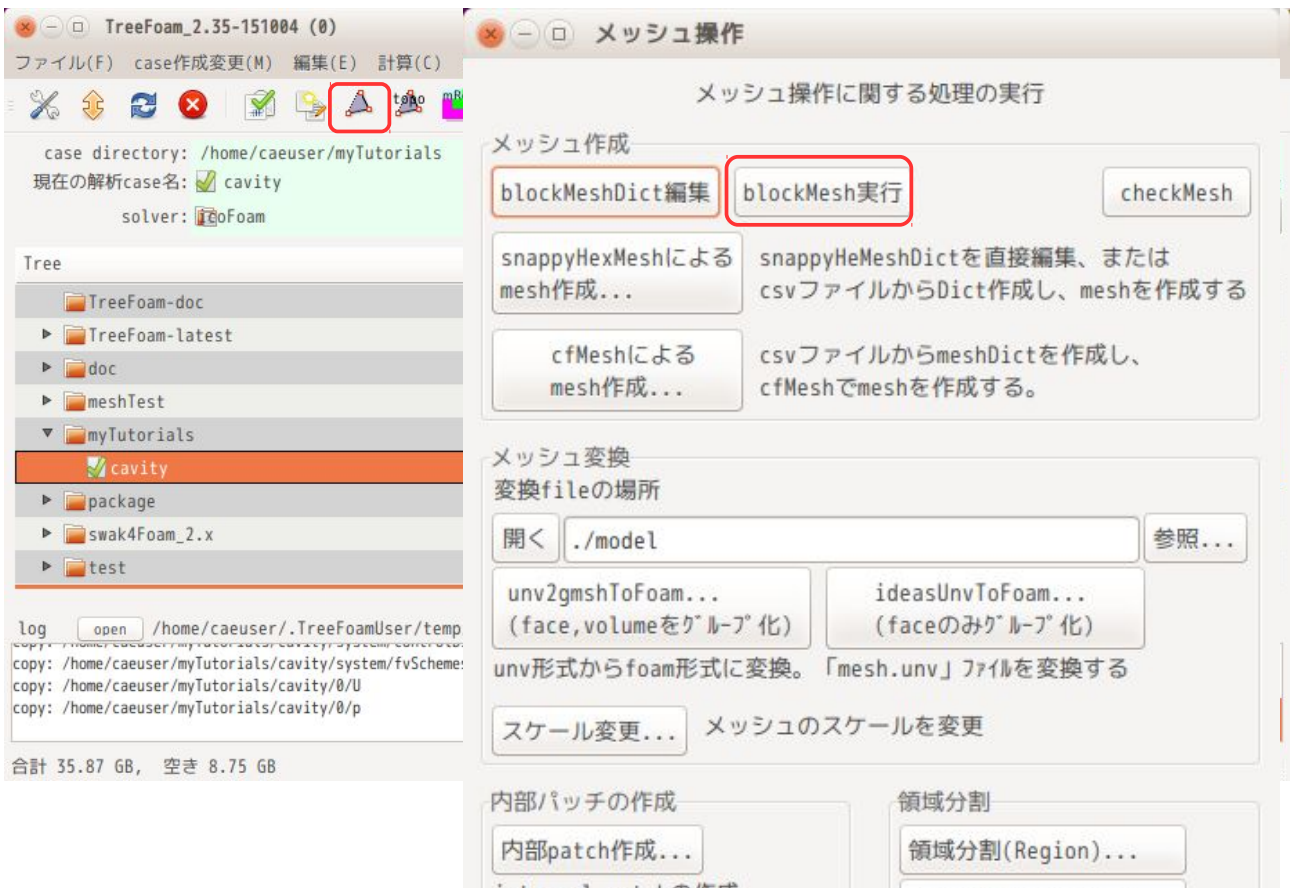 TreeFoam_2.35-151004 (0)
ファイル(F) case作成変更(M) 編集(E) 計算(C)
topo
case directory: /home/caeuser/myTutorials
現在の解析case名: cavity
solver: icoFoam
Tree
TreeFoam-doc
TreeFoam-latest
doc
meshTest
myTutorials
cavity
package
swak4Foam_2.x
test
log open /home/caeuser/.TreeFoamUser/temp
copy: /home/caeuser/myTutorials/cavity/system/fvSchemes
copy: /home/caeuser/myTutorials/cavity/0/U
copy: /home/caeuser/myTutorials/cavity/0/p
合計 35.87 GB, 空き 8.75 GB
メッシュ操作
メッシュ操作に関する処理の実行
メッシュ作成
blockMeshDict編集 blockMesh実行 checkMesh
snappyHexMeshによる
mesh作成...
snappyHeMeshDictを直接編集、または
csvファイルからDict作成し、meshを作成する
cfMeshによる
mesh作成...
csvファイルからmeshDictを作成し、
cfMeshでmeshを作成する。
メッシュ変換
変換fileの場所
開く ./model 参照...
unv2gmshToFoam...
(face,volumeをｸﾞﾙｰﾌﾟ化)
ideasUnvToFoam...
(faceのみｸﾞﾙｰﾌﾟ化)
unv形式からfoam形式に変換。「mesh.unv」ﾌｧｲﾙを変換する
スケール変更... メッシュのスケールを変更
内部パッチの作成
内部patch作成...
領域分割
領域分割(Region)...